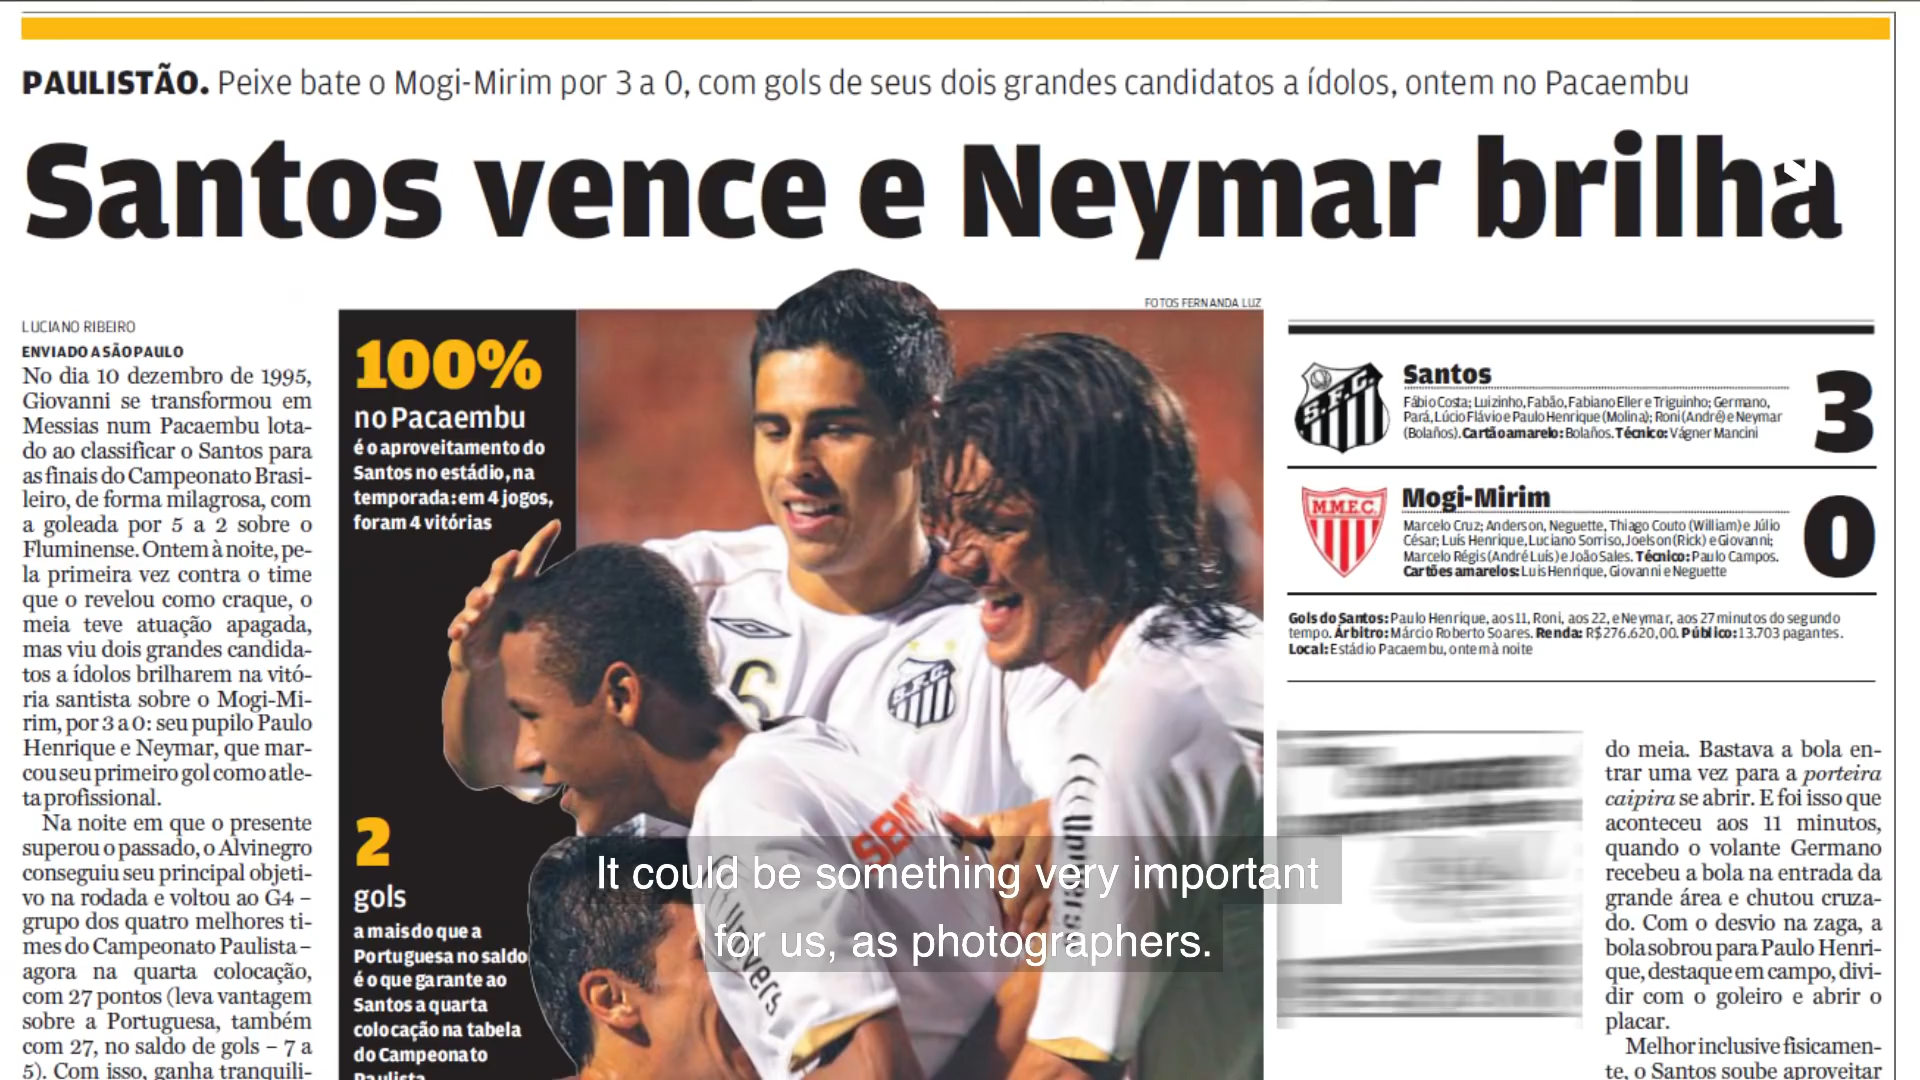 PAULISTÃO. Peixe bate o Mogi-Mirim por 3 a 0, com gols de seus dois grandes candidatos a ídolos, ontem no Pacaembu
Santos vence e Neymar brilha
LUCIANO RIBEIRO
ENVIADO A SÃO PAULO
No dia 10 dezembro de 1995,
Giovanni se transformou em
Messias num Pacaembu lota-
do ao classificar o Santos para
as finais do Campeonato Brasi-
leiro, de forma milagrosa, com
a goleada por 5 a 2 sobre o
Fluminense. Ontem à noite, pe-
la primeira vez contra o time
que o revelou como craque, o
meia teve atuação apagada,
mas viu dois grandes candida-
tos a ídolos brilharem na vitó-
ria santista sobre o Mogi-Mi-
rim, por 3 a 0: seu pupilo Paulo
Henrique e Neymar, que mar-
cou seu primeiro gol como atle-
ta profissional.
Na noite em que o presente
superou o passado, o Alvinegro
conseguiu seu principal objeti-
vo na rodada e voltou ao G4 –
grupo dos quatro melhores ti-
mes do Campeonato Paulista –
agora na quarta colocação,
com 27 pontos (leva vantagem
sobre a Portuguesa, também
com 27, no saldo de gols – 7 a
5). Com isso, ganha tranquili-
FOTOS FERNANDA LUZ
100%
no Pacaembu
é o aproveitamento do
Santos no estádio, na
temporada: em 4 jogos,
foram 4 vitórias
2
gols
a mais do que a
Portuguesa no saldo
é o que garante ao
Santos a quarta
colocação na tabela
do Campeonato
Paulista
6
S.F.C.
SEM
Univers
S.F.C.
Santos
3
Fábio Costa; Luizinho, Fabão, Fabiano Eller e Triguinho; Germano,
Pará, Lúcio Flávio e Paulo Henrique (Molina); Roni (André) e Neymar
(Bolaños). Cartão amarelo: Bolaños. Técnico: Vágner Mancini
M.M.E.C.
Mogi-Mirim
0
Marcelo Cruz; Anderson, Neguette, Thiago Couto (William) e Júlio
César; Luís Henrique, Luciano Sorriso, Joelson (Rick) e Giovanni;
Marcelo Régis (André Luís) e João Sales. Técnico: Paulo Campos.
Cartões amarelos: Luis Henrique, Giovanni e Neguette
Gols do Santos: Paulo Henrique, aos 11, Roni, aos 22, e Neymar, aos 27 minutos do segundo
tempo. Árbitro: Márcio Roberto Soares. Renda: R$ 276.620,00. Público: 13.703 pagantes.
Local: Estádio Pacaembu, ontem à noite
do meia. Bastava a bola en-
trar uma vez para a porteira
caipira se abrir. E foi isso que
aconteceu aos 11 minutos,
quando o volante Germano
recebeu a bola na entrada da
grande área e chutou cruza-
do. Com o desvio na zaga, a
bola sobrou para Paulo Henri-
que, destaque em campo, divi-
dir com o goleiro e abrir o
placar.
Melhor inclusive fisicamen-
te, o Santos soube aproveitar
It could be something very important
for us, as photographers.